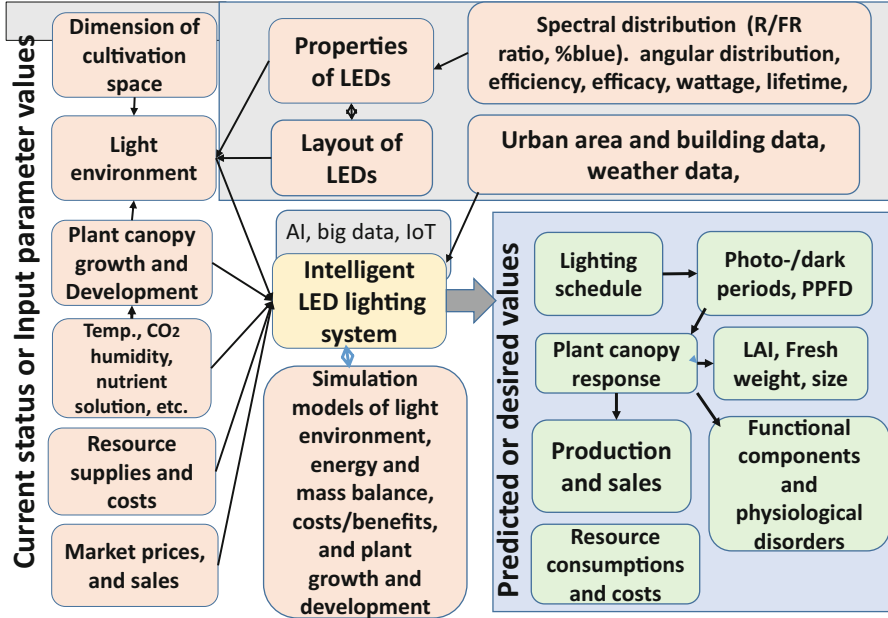 Current status or Input parameter values
Dimension of
cultivation
space
Light
environment
Plant canopy
growth and
Development
Temp., CO2
humidity,
nutrient
solution, etc.
Resource
supplies and
costs
Market prices,
and sales
Properties
of LEDs
Layout of
LEDs
Spectral distribution (R/FR
ratio, %blue). angular distribution,
efficiency, efficacy, wattage, lifetime,
Urban area and building data,
weather data,
AI, big data, IoT
Intelligent
LED lighting
system
Simulation
models of light
environment,
energy and
mass balance,
costs/benefits,
and plant
growth and
development
Predicted or desired values
Lighting
schedule
Photo-/dark
periods, PPFD
Plant canopy
response
LAI, Fresh
weight, size
Production
and sales
Functional
components
and
physiological
disorders
Resource
consumptions
and costs